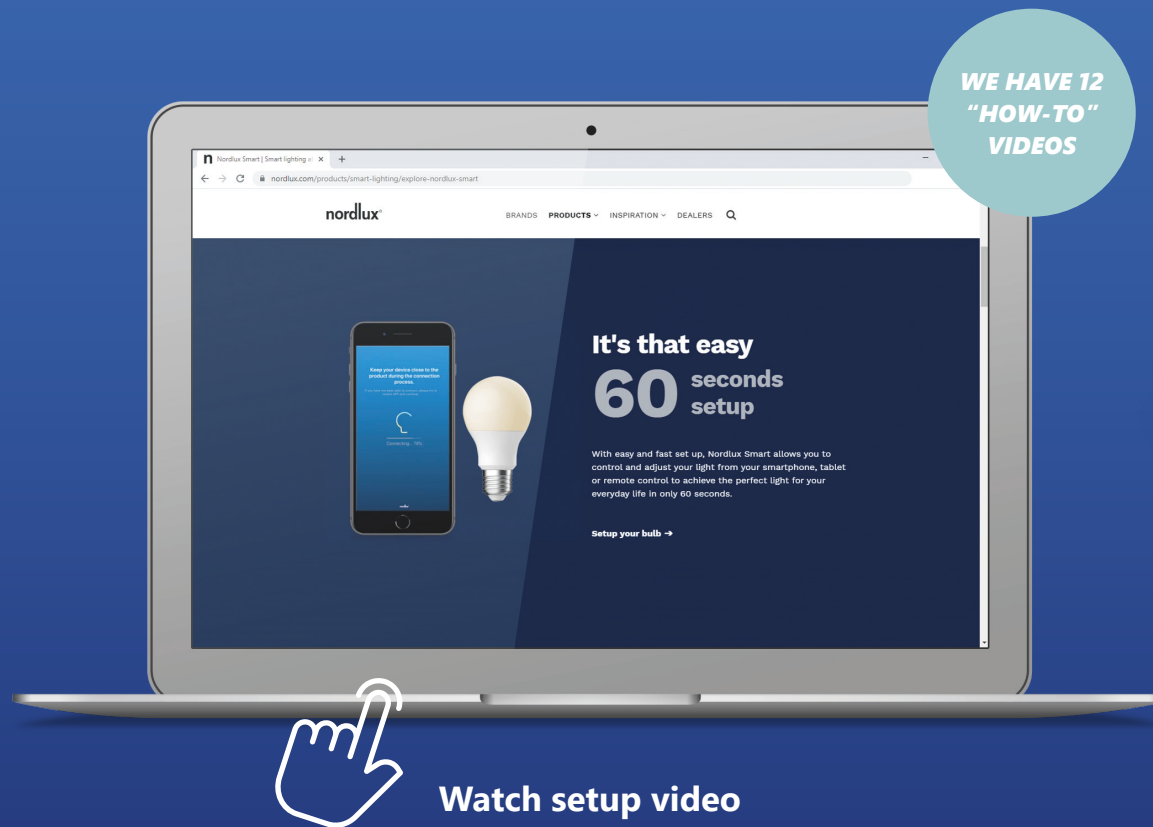 WE HAVE 12
“HOW-TO”
VIDEOS
n Nordlux Smart | Smart lighting
nordlux.com/products/smart-lighting/explore-nordlux-smart
nordlux
BRANDS PRODUCTS INSPIRATION DEALERS
Keep your device close to the
product during the connection
process.
It's that easy
60 seconds
setup
With easy and fast set up, Nordlux Smart allows you to
control and adjust your light from your smartphone, tablet
or remote control to achieve the perfect light for your
everyday life in only 60 seconds.
Setup your bulb →
Watch setup video